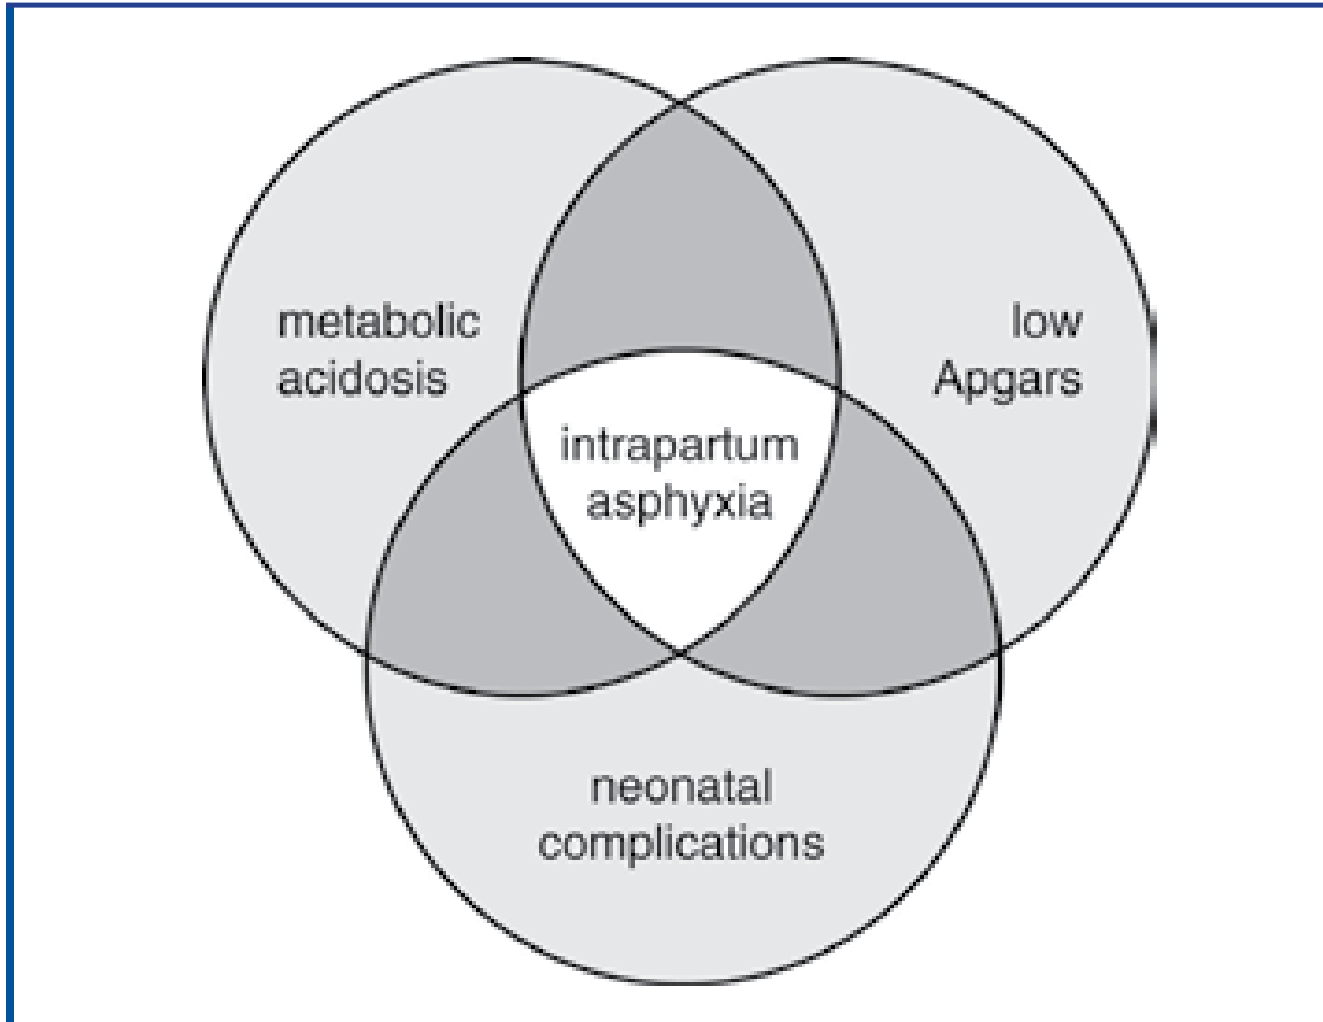 metabolic
acidosis
low
Apgars
intrapartum
asphyxia
neonatal
complications